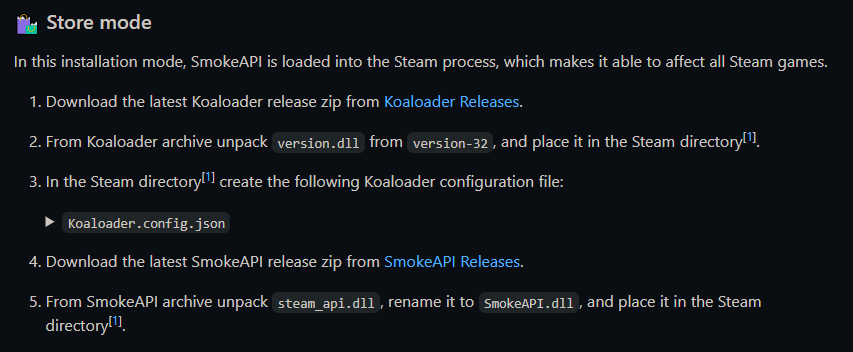 Store mode
In this installation mode, SmokeAPI is loaded into the Steam process, which makes it able to affect all Steam games.
1. Download the latest Koaloader release zip from Koaloader Releases.
2. From Koaloader archive unpack version.dll from version-32, and place it in the Steam directory[1].
3. In the Steam directory[1] create the following Koaloader configuration file:
Koaloader.config.json
4. Download the latest SmokeAPI release zip from SmokeAPI Releases.
5. From SmokeAPI archive unpack steam_api.dll, rename it to SmokeAPI.dll, and place it in the Steam
directory[1].